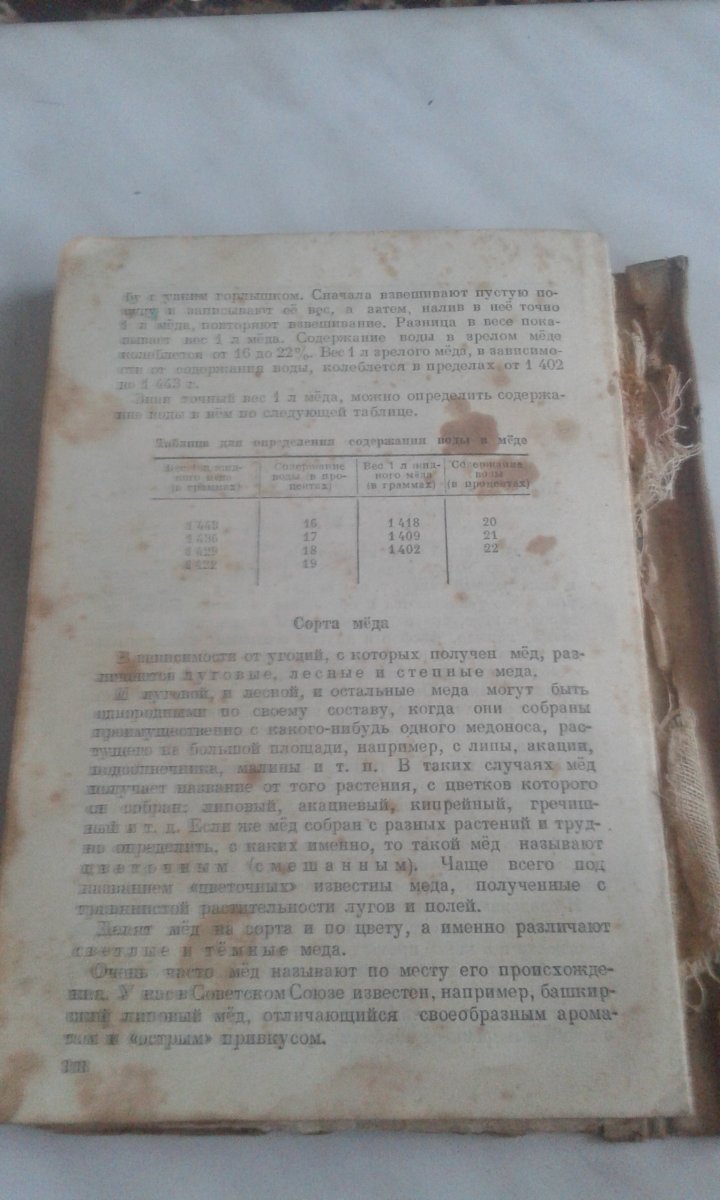 с узким горлышком. Сначала взвешивают пустую по-
и записывают её вес, а затем, налив в неё точно
1 л мёда, повторяют взвешивание. Разница в весе пока-
зывает вес 1 л мёда. Содержание воды в зрелом мёде
колеблется от 16 до 22%. Вес 1 л зрелого мёда, в зависимо-
сти от содержания воды, колеблется в пределах от 1 402
до 1 443 г.
Зная точный вес 1 л мёда, можно определить содержа-
ние воды в нём по следующей таблице.
Таблица для определения содержания воды в мёде
Вес 1 л жид- Содержание Вес 1 л жид- Содержание
кого мёда воды в про- кого мёда воды
(в граммах) центах) (в граммах) (в процентах)
1 443 16 1 418 20
1 436 17 1 409 21
1 429 18 1 402 22
1 422 19
Сорта мёда
В зависимости от угодий, с которых получен мёд, раз-
личаются луговые, лесные и степные меда.
И луговой, и лесной, и остальные меда могут быть
однородными по своему составу, когда они собраны
преимущественно с какого-нибудь одного медоноса, рас-
тущего на большой площади, например, с липы, акации,
подсолнечника, малины и т. п. В таких случаях мёд
получает название от того растения, с цветков которого
он собран: липовый, акациевый, кипрейный, гречиш-
ный и т. д. Если же мёд собран с разных растений и труд-
но определить, с каких именно, то такой мёд называют
цветочным (смешанным). Чаще всего под
названием «цветочных» известны меда, полученные с
травянистой растительности лугов и полей.
Делят мёд на сорта и по цвету, а именно различают
светлые и тёмные меда.
Очень часто мёд называют по месту его происхожде-
ния. У нас в Советском Союзе известен, например, башкир-
ский липовый мёд, отличающийся своеобразным арома-
том и «острым» привкусом.